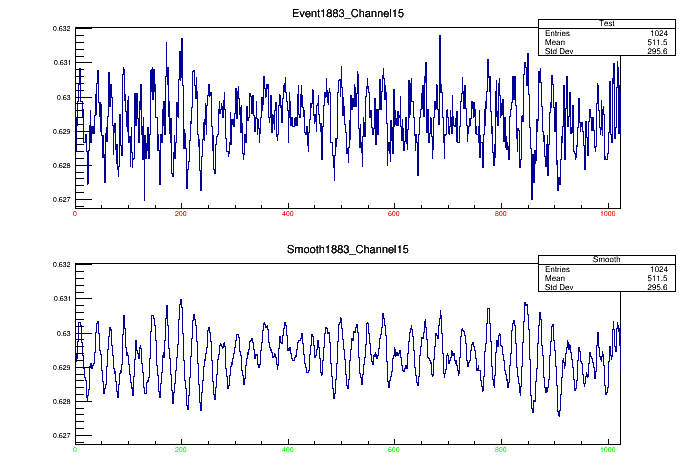 Event1883_Channel15
Test
Entries 1024
Mean 511.5
Std Dev 295.6
0.632
0.631
0.63
0.629
0.628
0.627
0 200 400 600 800 1000
Smooth1883_Channel15
Smooth
Entries 1024
Mean 511.5
Std Dev 295.6
0.632
0.631
0.63
0.629
0.628
0.627
0 200 400 600 800 1000